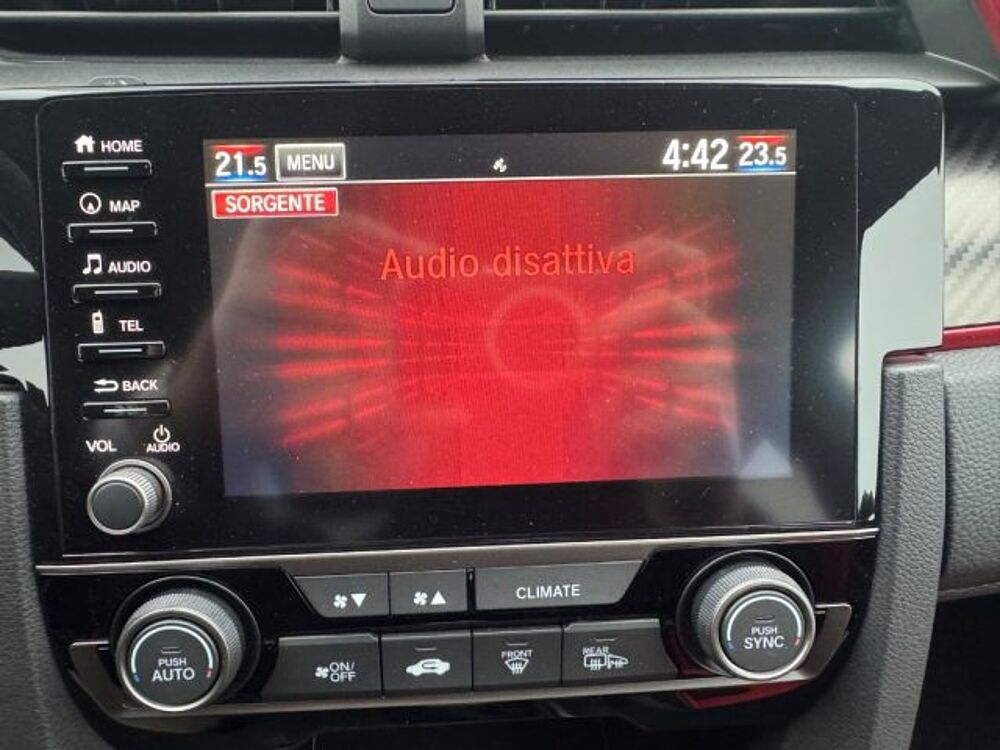 HOME
MAP
AUDIO
TEL
BACK
VOL
AUDIO
21.5 MENU 4:42 23.5
SORGENTE
Audio disattiva
CLIMATE
PUSH
AUTO
ON/
OFF
FRONT
REAR
PUSH
SYNC